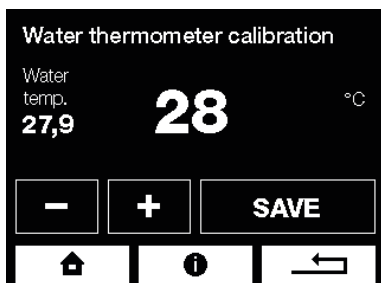 Water thermometer calibration
Water
temp.
27,9
28
°C
− + SAVE